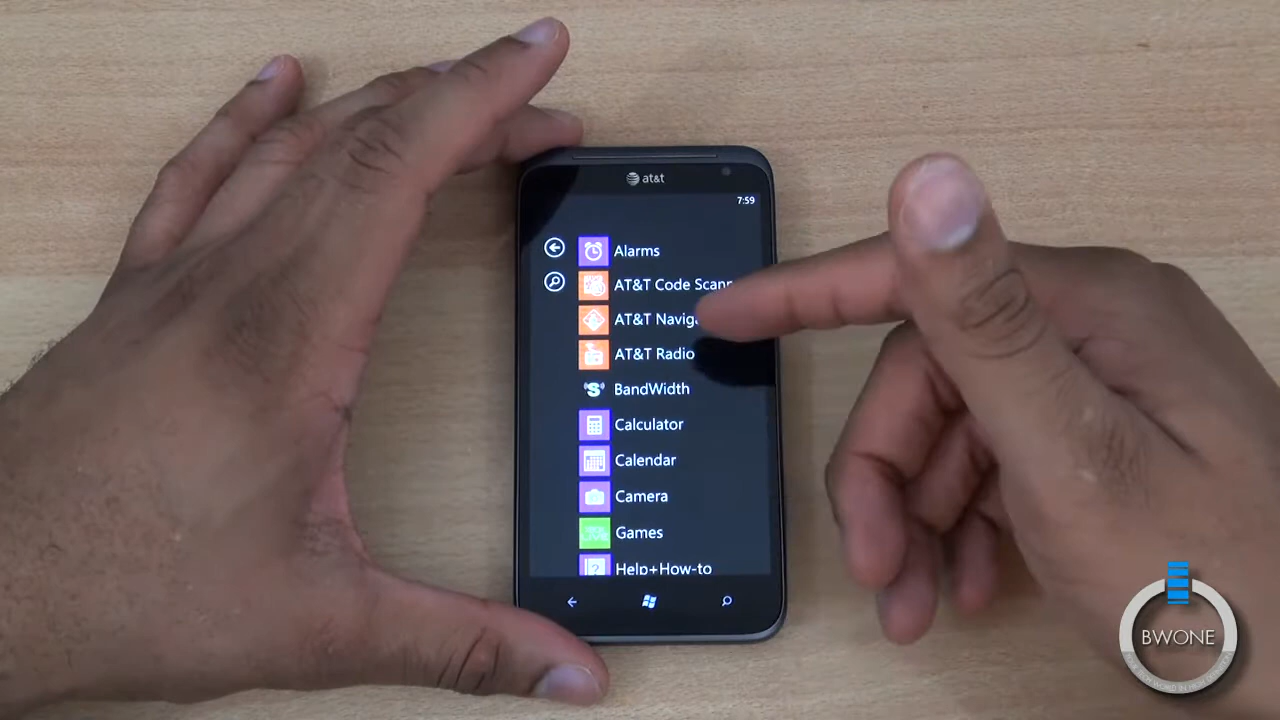 at&t
7:59
Alarms
AT&T Code Scann
AT&T Naviga
AT&T Radio
BandWidth
Calculator
Calendar
Camera
Games
Help+How-to
BWONE